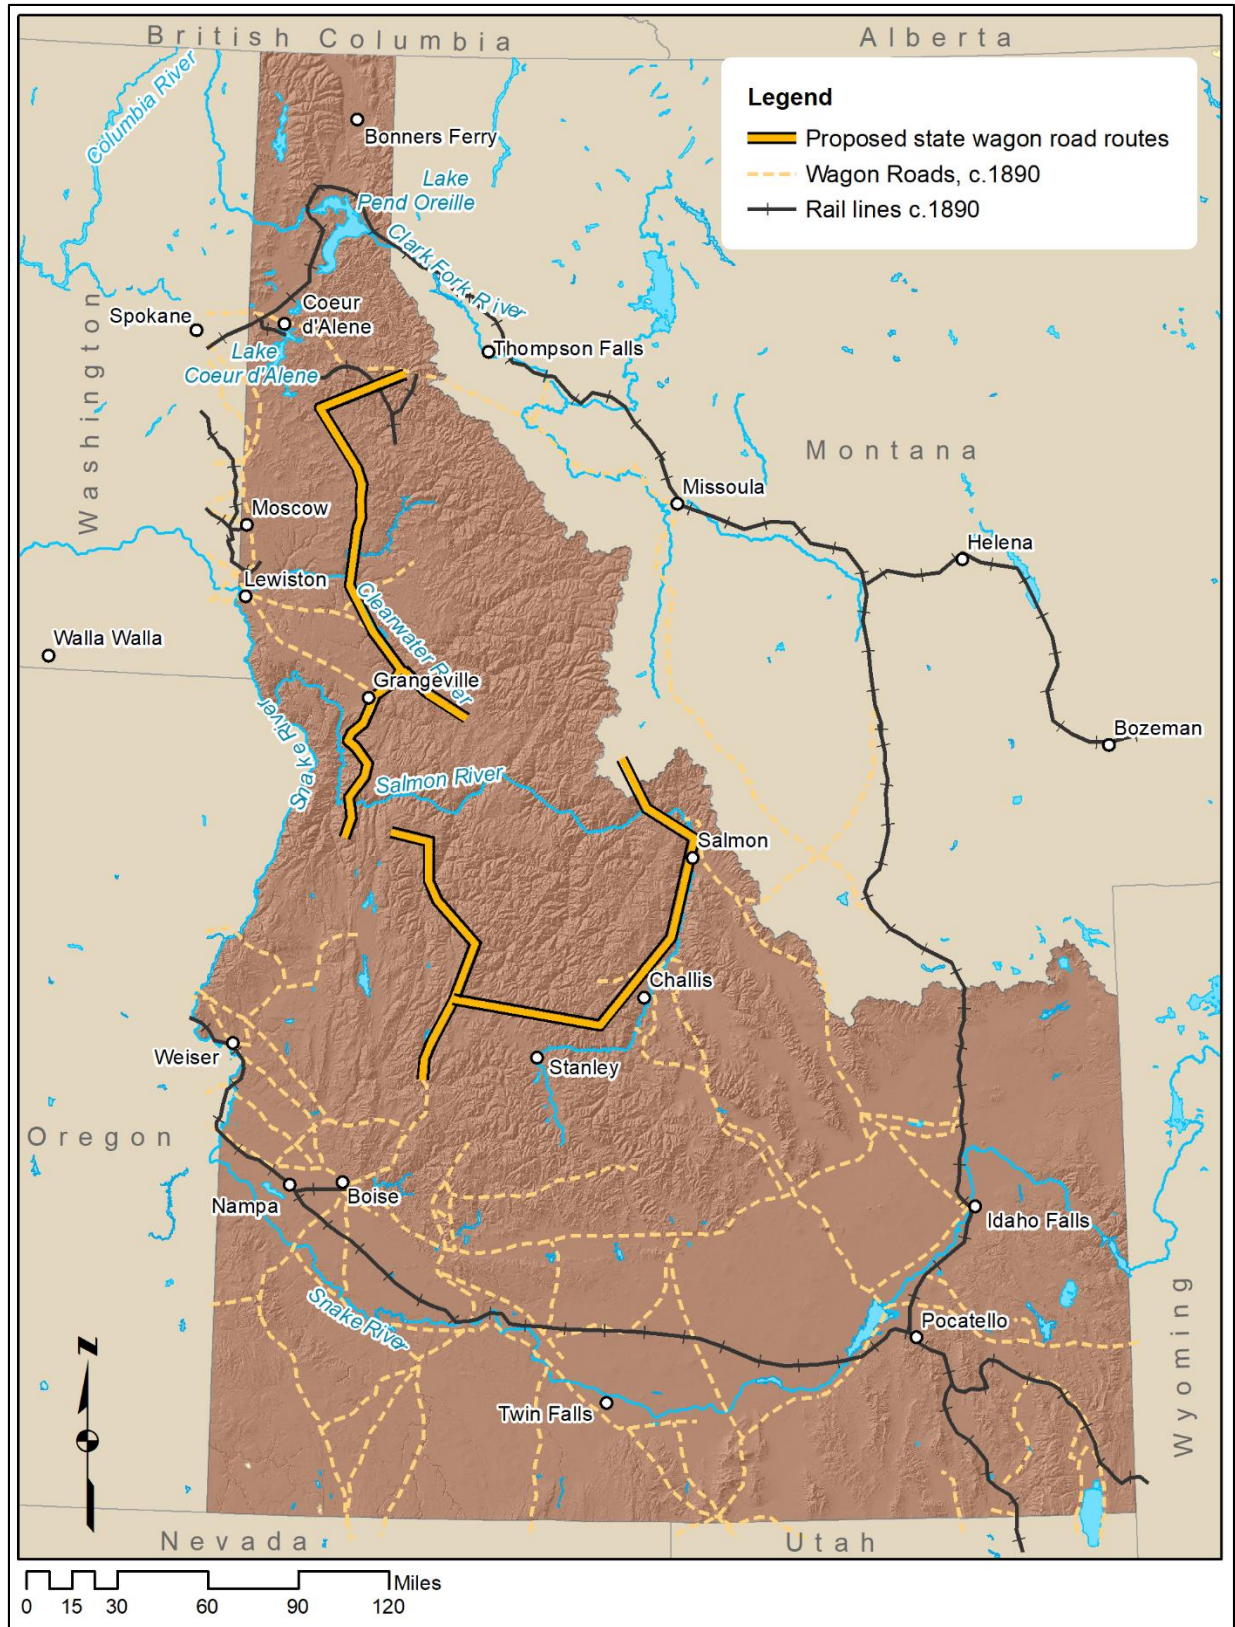 British Columbia
Alberta
Columbia River
Legend
Proposed state wagon road routes
Wagon Roads, c.1890
Rail lines c.1890
Bonners Ferry
Lake
Pend Oreille
Clark Fork River
Washington
Spokane
Coeur
d'Alene
Lake
Coeur d'Alene
Thompson Falls
Montana
Missoula
Moscow
Helena
Lewiston
Clearwater River
Walla Walla
Grangeville
Snake River
Bozeman
Salmon River
Salmon
Challis
Weiser
Stanley
Oregon
Nampa
Boise
Idaho Falls
Snake River
Pocatello
Wyoming
Twin Falls
N
Nevada
Utah
Miles
0 15 30 60 90 120